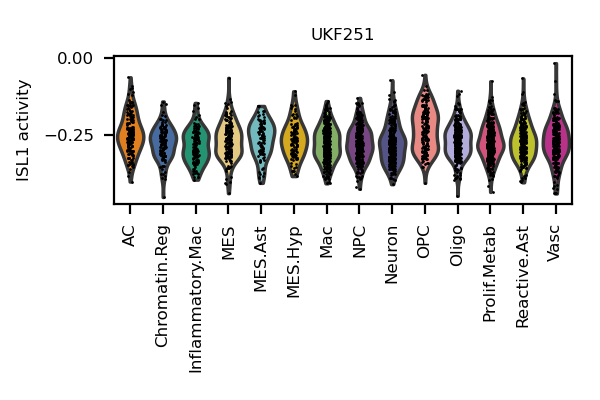 UKF251
ISL1 activity
0.00
−0.25
AC
Chromatin.Reg
Inflammatory.Mac
MES
MES.Ast
MES.Hyp
Mac
NPC
Neuron
OPC
Oligo
Prolif.Metab
Reactive.Ast
Vasc